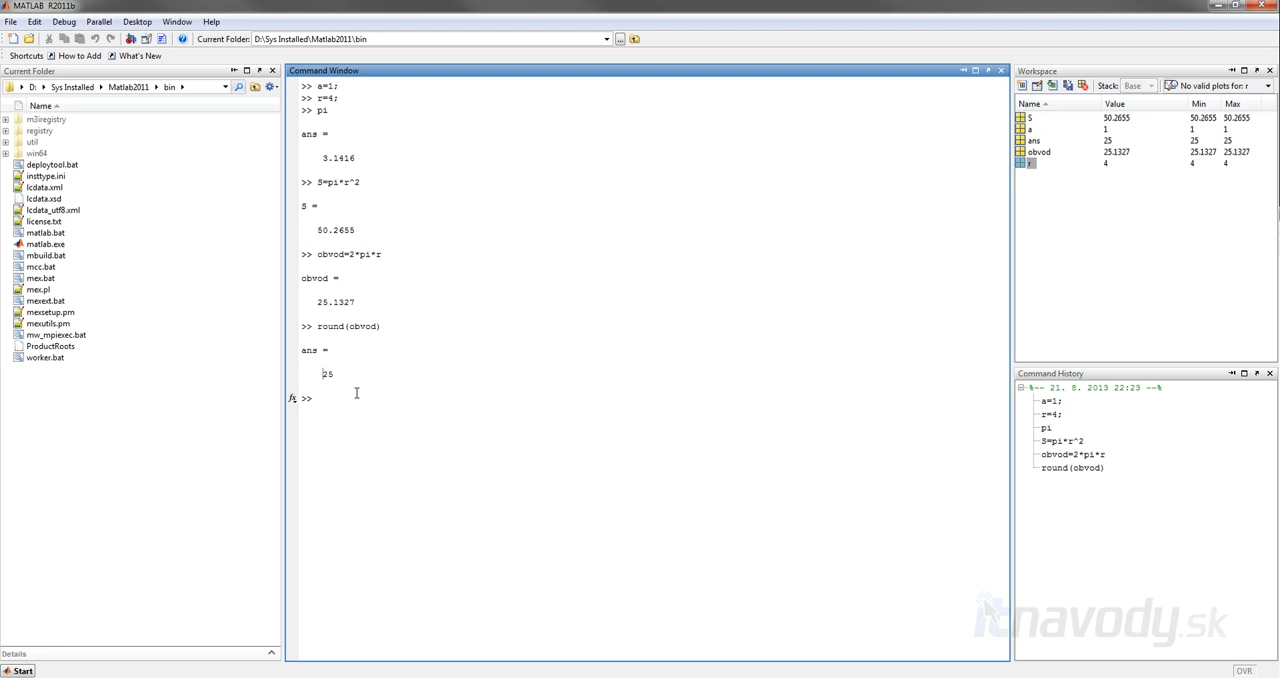 MATLAB R2011b
File Edit Debug Parallel Desktop Window Help
Current Folder: D:\Sys Installed\Matlab2011\bin
Shortcuts How to Add What's New
Current Folder
D: Sys Installed Matlab2011 bin
Name
m3iregistry
registry
util
win64
deploytool.bat
insttype.ini
lcdata.xml
lcdata.xsd
lcdata_utf8.xml
license.txt
matlab.bat
matlab.exe
mbuild.bat
mcc.bat
mex.bat
mex.pl
mexext.bat
mexsetup.pm
mexutils.pm
mw_mpiexec.bat
ProductRoots
worker.bat
Details
Start
Command Window
>> a=1;
>> r=4;
>> pi
ans =
3.1416
>> S=pi*r^2
S =
50.2655
>> obvod=2*pi*r
obvod =
25.1327
>> round(obvod)
ans =
25
fx >>
Workspace
Stack: Base No valid plots for: r
Name Value Min Max
S 50.2655 50.2655 50.2655
a 1 1 1
ans 25 25 25
obvod 25.1327 25.1327 25.1327
r 4 4 4
Command History
%-- 21. 8. 2013 22:23 --%
a=1;
r=4;
pi
S=pi*r^2
obvod=2*pi*r
round(obvod)
itnavody.sk
OVR